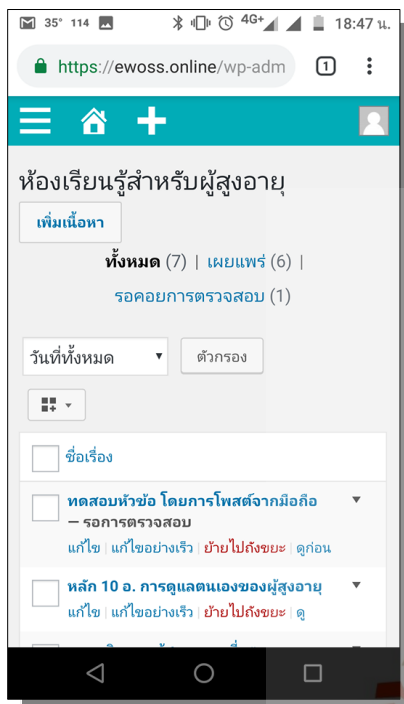 35° 114 4G+ 18:47 น.
https://ewoss.online/wp-adm 1
ห้องเรียนรู้สำหรับผู้สูงอายุ
เพิ่มเนื้อหา
ทั้งหมด (7) | เผยแพร่ (6) |
รอคอยการตรวจสอบ (1)
วันที่ทั้งหมด ตัวกรอง
ชื่อเรื่อง
ทดสอบหัวข้อ โดยการโพสต์จากมือถือ
— รอการตรวจสอบ
แก้ไข | แก้ไขอย่างเร็ว | ย้ายไปถังขยะ | ดูก่อน
หลัก 10 อ. การดูแลตนเองของผู้สูงอายุ
แก้ไข | แก้ไขอย่างเร็ว | ย้ายไปถังขยะ | ดู